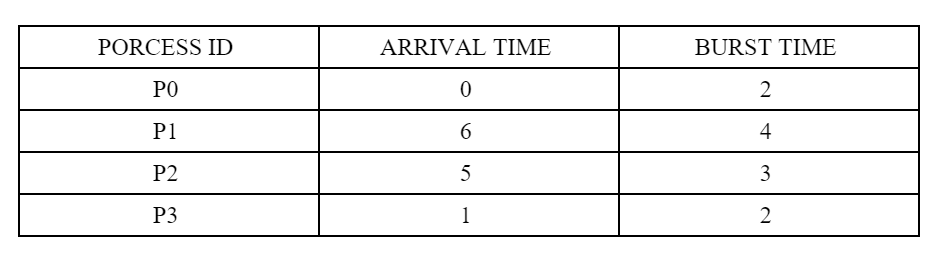 PORCESS ID ARRIVAL TIME BURST TIME
P0 0 2
P1 6 4
P2 5 3
P3 1 2